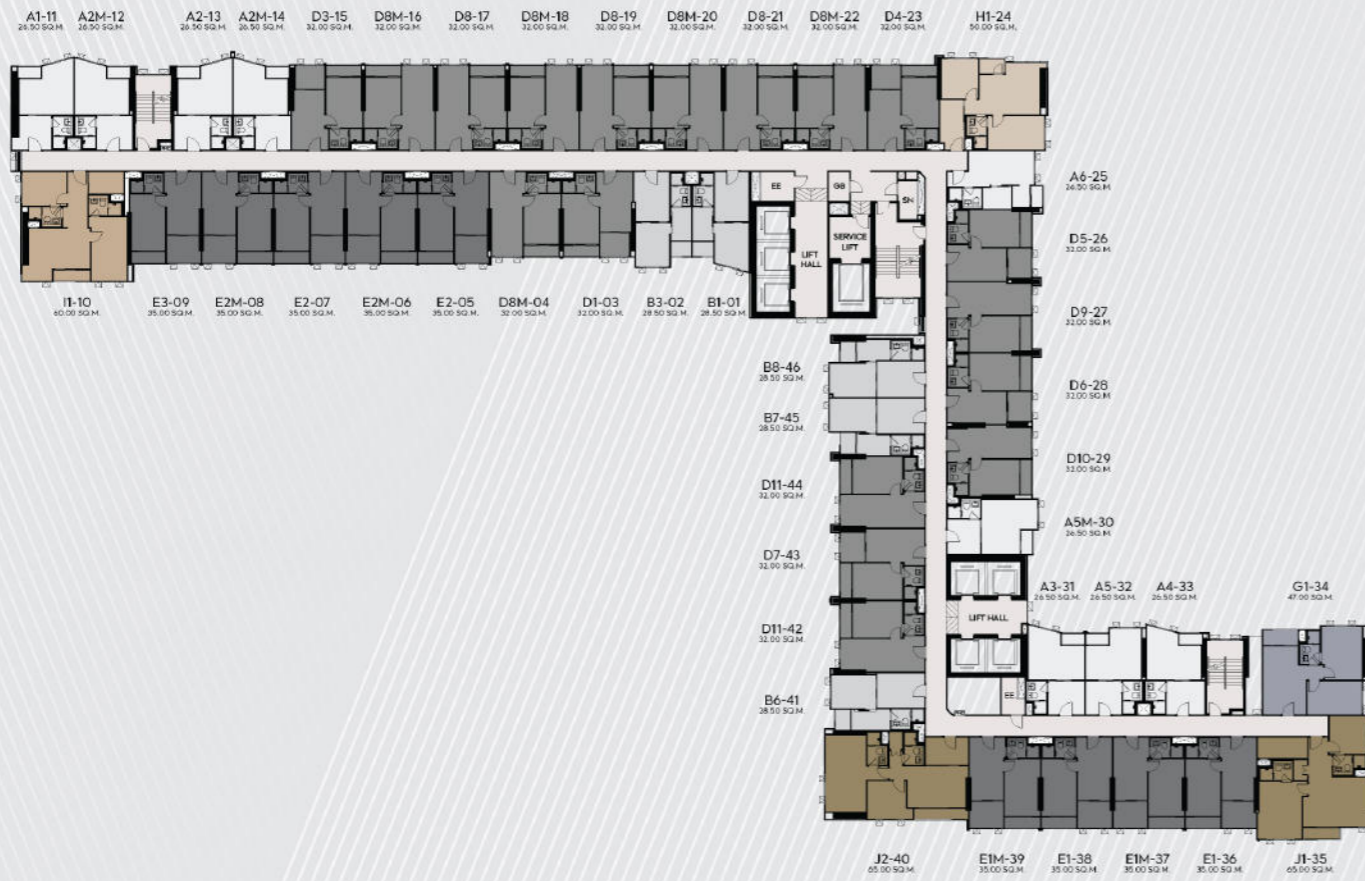 A1-11
26.50 SQ.M.
A2M-12
26.50 SQ.M.
A2-13
26.50 SQ.M.
A2M-14
26.50 SQ.M.
D3-15
32.00 SQ.M.
D8M-16
32.00 SQ.M.
D8-17
32.00 SQ.M.
D8M-18
32.00 SQ.M.
D8-19
32.00 SQ.M.
D8M-20
32.00 SQ.M.
D8-21
32.00 SQ.M.
D8M-22
32.00 SQ.M.
D4-23
32.00 SQ.M.
H1-24
50.00 SQ.M.
EE
GB
SN
LIFT
HALL
SERVICE
LIFT
A6-25
26.50 SQ.M.
D5-26
32.00 SQ.M.
D9-27
32.00 SQ.M.
D6-28
32.00 SQ.M.
D10-29
32.00 SQ.M.
A5M-30
26.50 SQ.M.
I1-10
60.00 SQ.M.
E3-09
35.00 SQ.M.
E2M-08
35.00 SQ.M.
E2-07
35.00 SQ.M.
E2M-06
35.00 SQ.M.
E2-05
35.00 SQ.M.
D8M-04
32.00 SQ.M.
D1-03
32.00 SQ.M.
B3-02
28.50 SQ.M.
B1-01
28.50 SQ.M.
B8-46
28.50 SQ.M.
B7-45
28.50 SQ.M.
D11-44
32.00 SQ.M.
D7-43
32.00 SQ.M.
D11-42
32.00 SQ.M.
B6-41
28.50 SQ.M.
LIFT HALL
EE
A3-31
26.50 SQ.M.
A5-32
26.50 SQ.M.
A4-33
26.50 SQ.M.
G1-34
47.00 SQ.M.
J2-40
65.00 SQ.M.
E1M-39
35.00 SQ.M.
E1-38
35.00 SQ.M.
E1M-37
35.00 SQ.M.
E1-36
35.00 SQ.M.
J1-35
65.00 SQ.M.